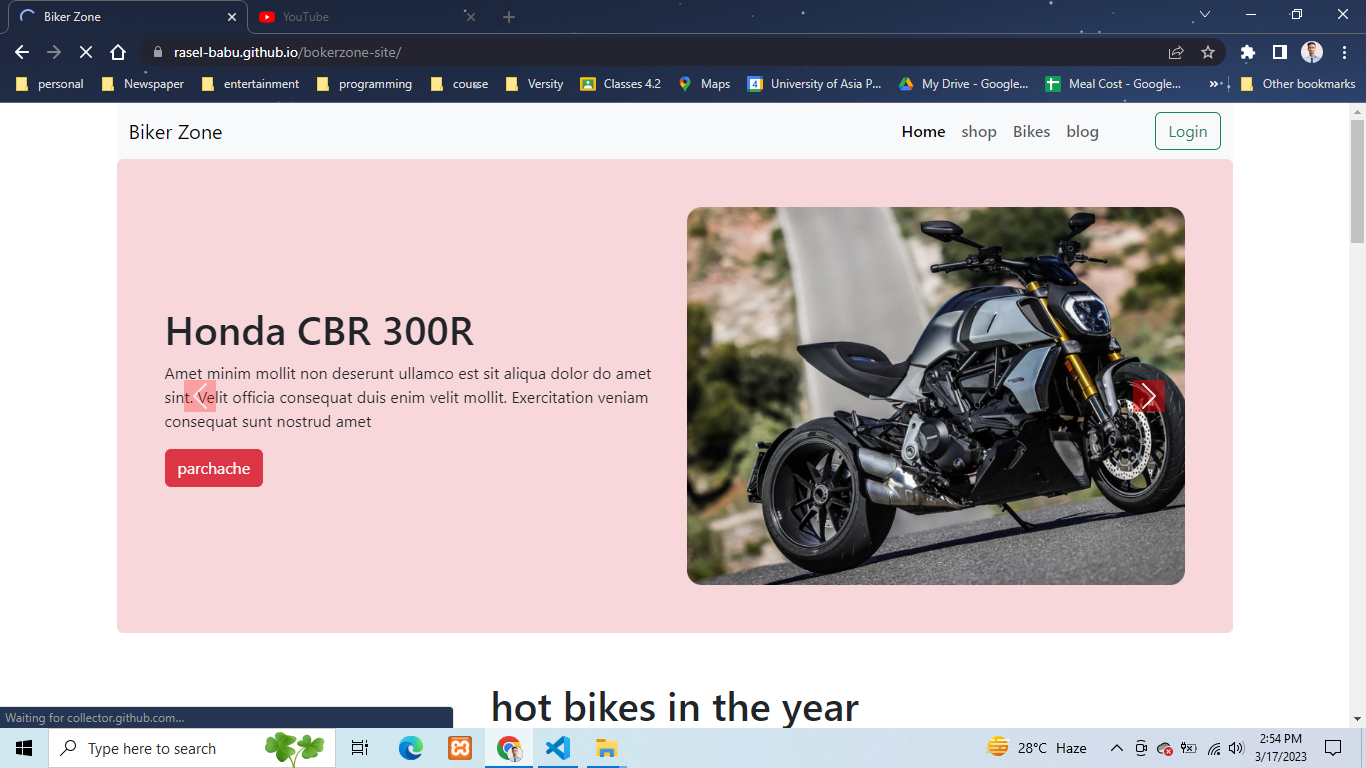 Biker Zone
YouTube
rasel-babu.github.io/bokerzone-site/
personal
Newspaper
entertainment
programming
couse
Versity
Classes 4.2
Maps
4
University of Asia P...
My Drive - Google...
Meal Cost - Google...
»
Other bookmarks
Biker Zone
Home
shop
Bikes
blog
Login
Honda CBR 300R
Amet minim mollit non deserunt ullamco est sit aliqua dolor do amet
sint. Velit officia consequat duis enim velit mollit. Exercitation veniam
consequat sunt nostrud amet
parchache
hot bikes in the year
Waiting for collector.github.com...
Type here to search
28°C Haze
2:54 PM
3/17/2023